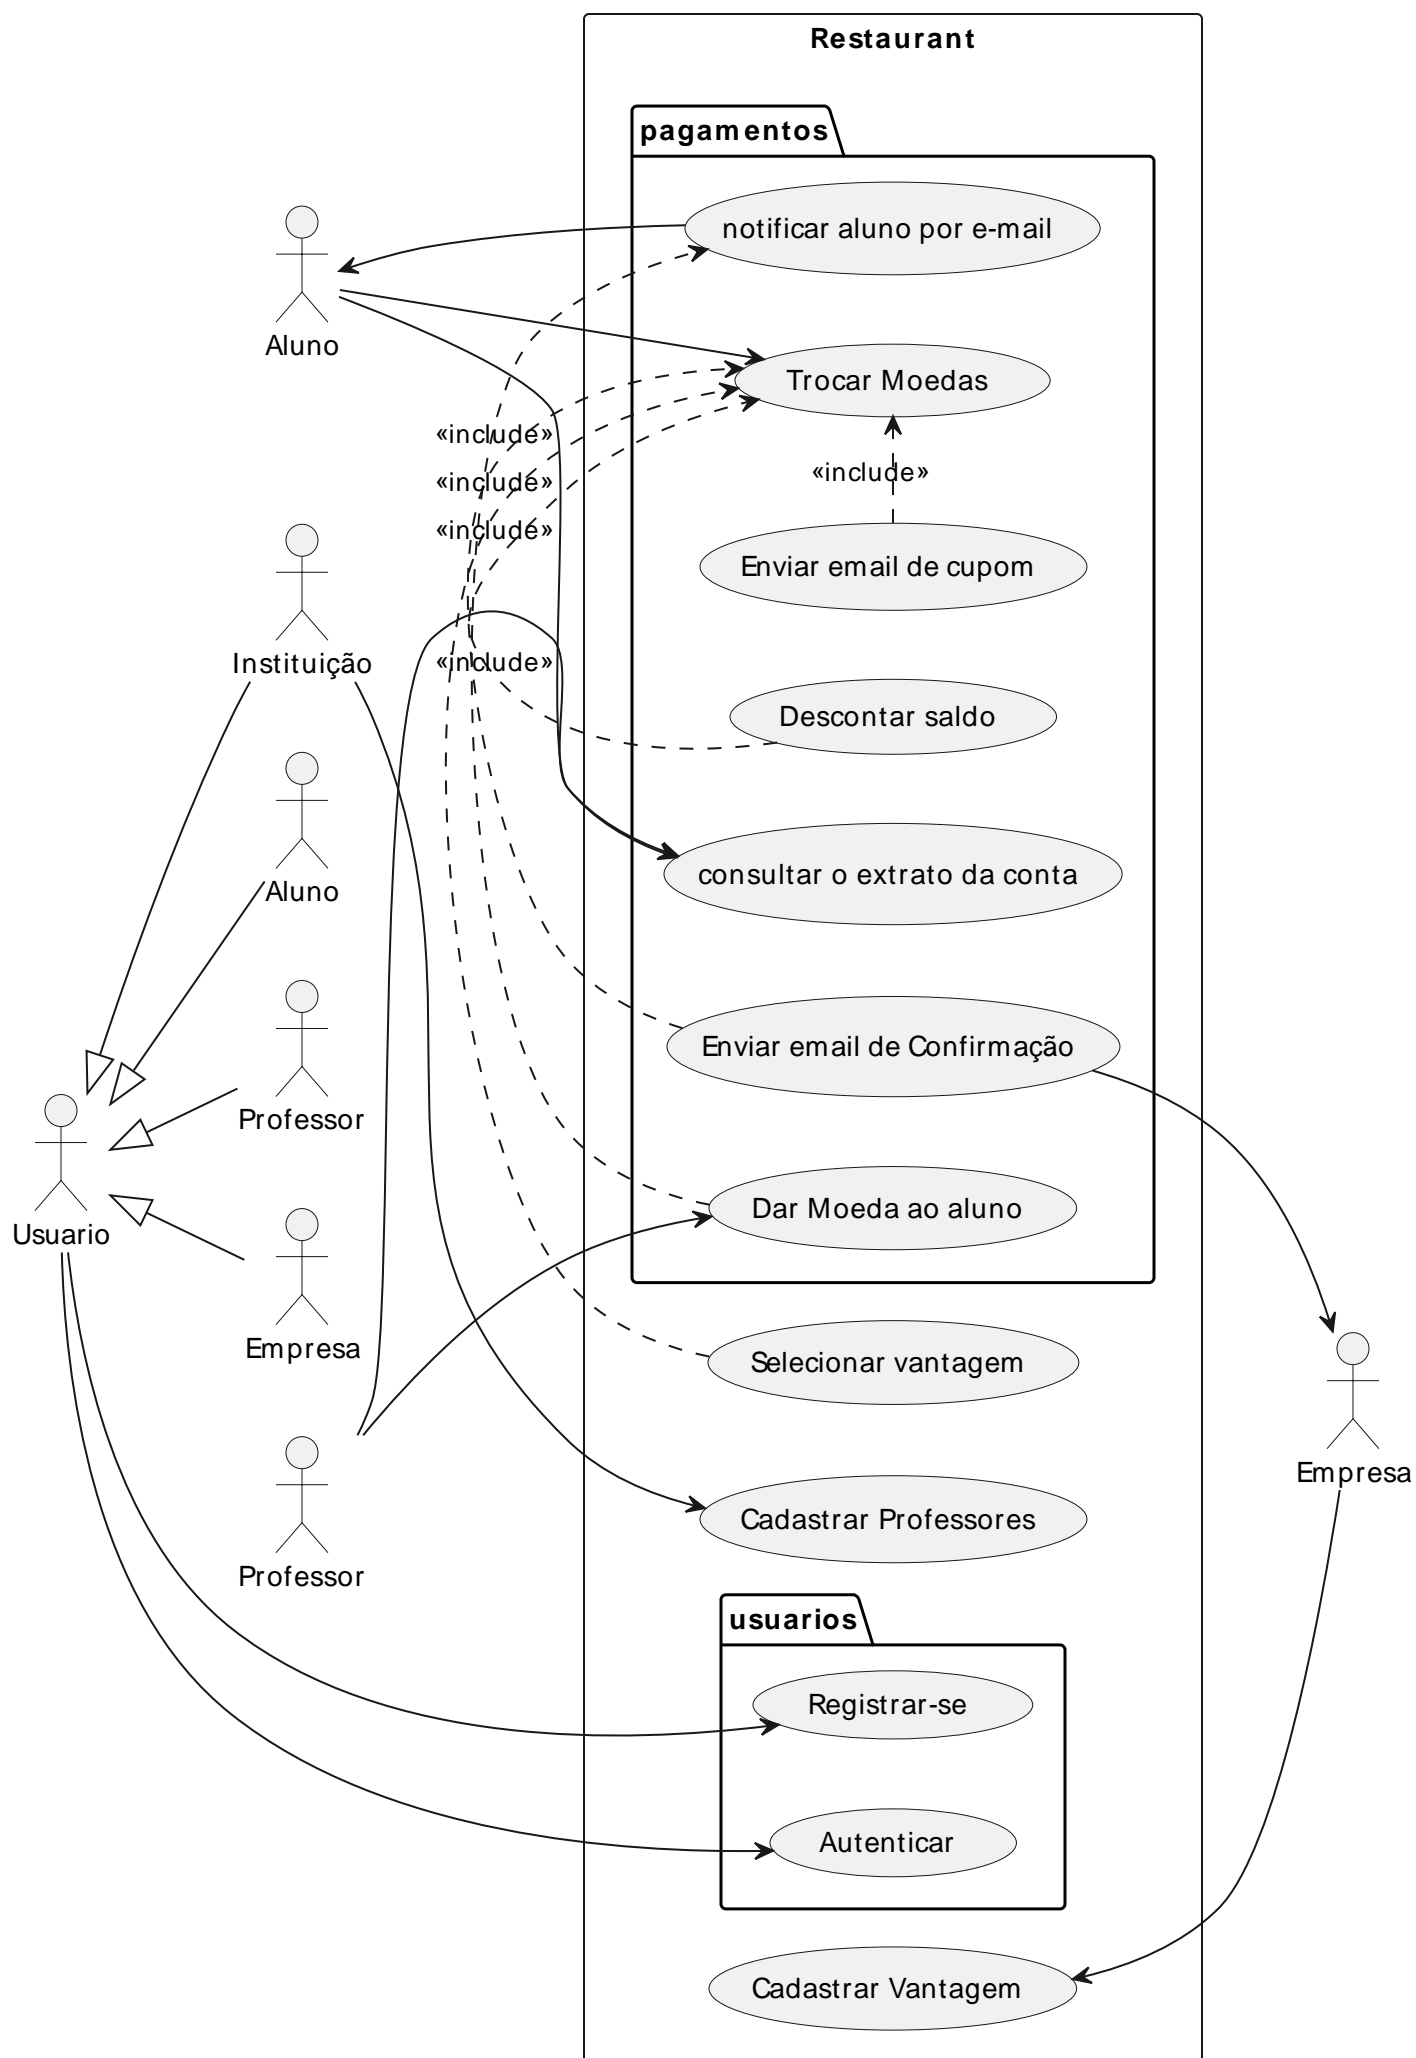 Restaurant
pagamentos
notificar aluno por e-mail
Aluno
Trocar Moedas
«include»
«include»
«include»
«include»
Enviar email de cupom
Instituição
«include»
Descontar saldo
consultar o extrato da conta
Aluno
Enviar email de Confirmação
Professor
Dar Moeda ao aluno
Usuario
Empresa
Selecionar vantagem
Empresa
Cadastrar Professores
Professor
usuarios
Registrar-se
Autenticar
Cadastrar Vantagem